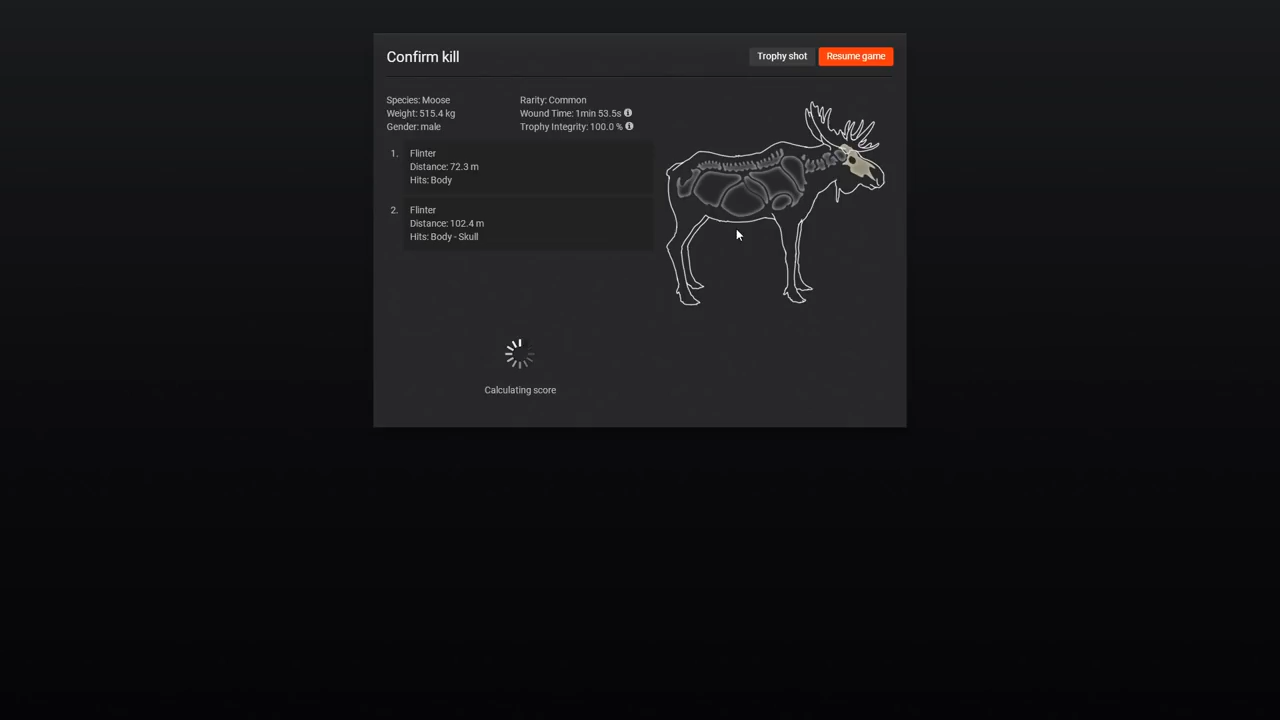 Confirm kill
Trophy shot
Resume game
Species: Moose
Weight: 515.4 kg
Gender: male
Rarity: Common
Wound Time: 1min 53.5s
Trophy Integrity: 100.0 %
1. Flinter
Distance: 72.3 m
Hits: Body
2. Flinter
Distance: 102.4 m
Hits: Body - Skull
Calculating score